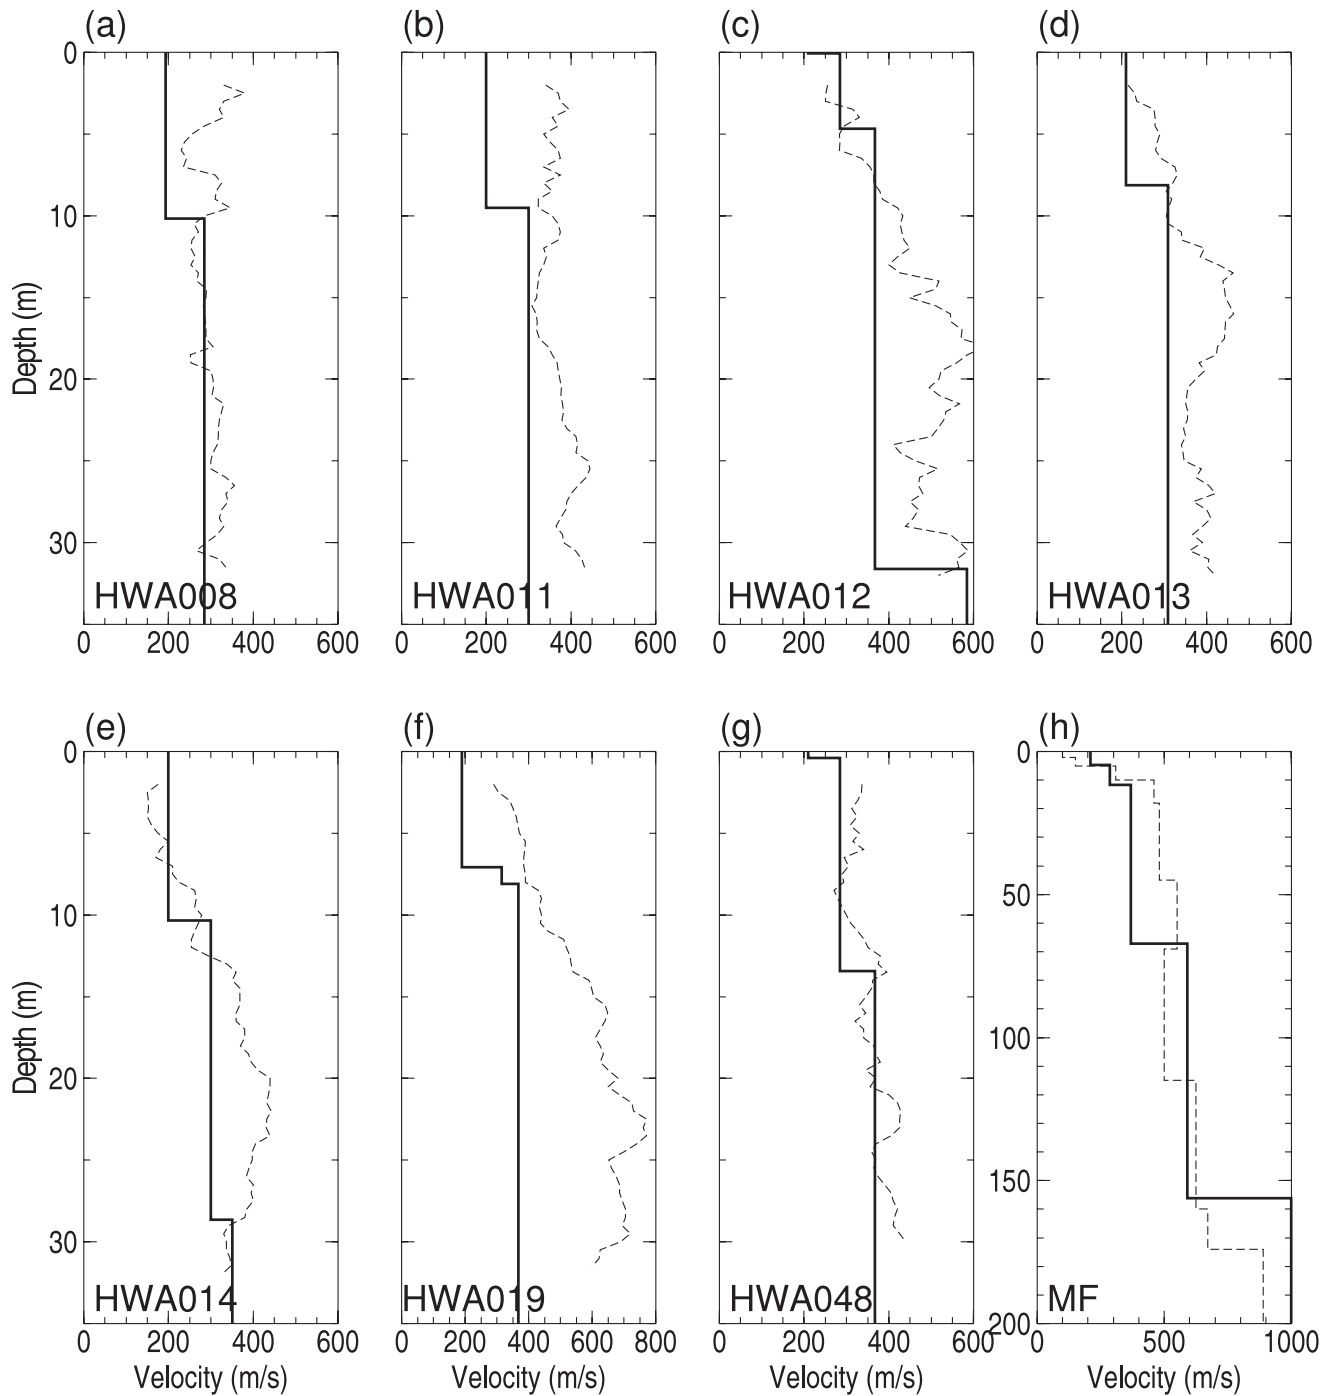 (a) (b) (c) (d)
0
10
20
30
Depth (m)
HWA008 HWA011 HWA012 HWA013
0 200 400 600 0 200 400 600 0 200 400 600 0 200 400 600
(e) (f) (g) (h)
0 0
10 50
20 100
30 150
200
Depth (m)
HWA014 HWA019 HWA048 MF
0 200 400 600 0 200 400 600 800 0 200 400 600 0 500 1000
Velocity (m/s) Velocity (m/s) Velocity (m/s) Velocity (m/s)